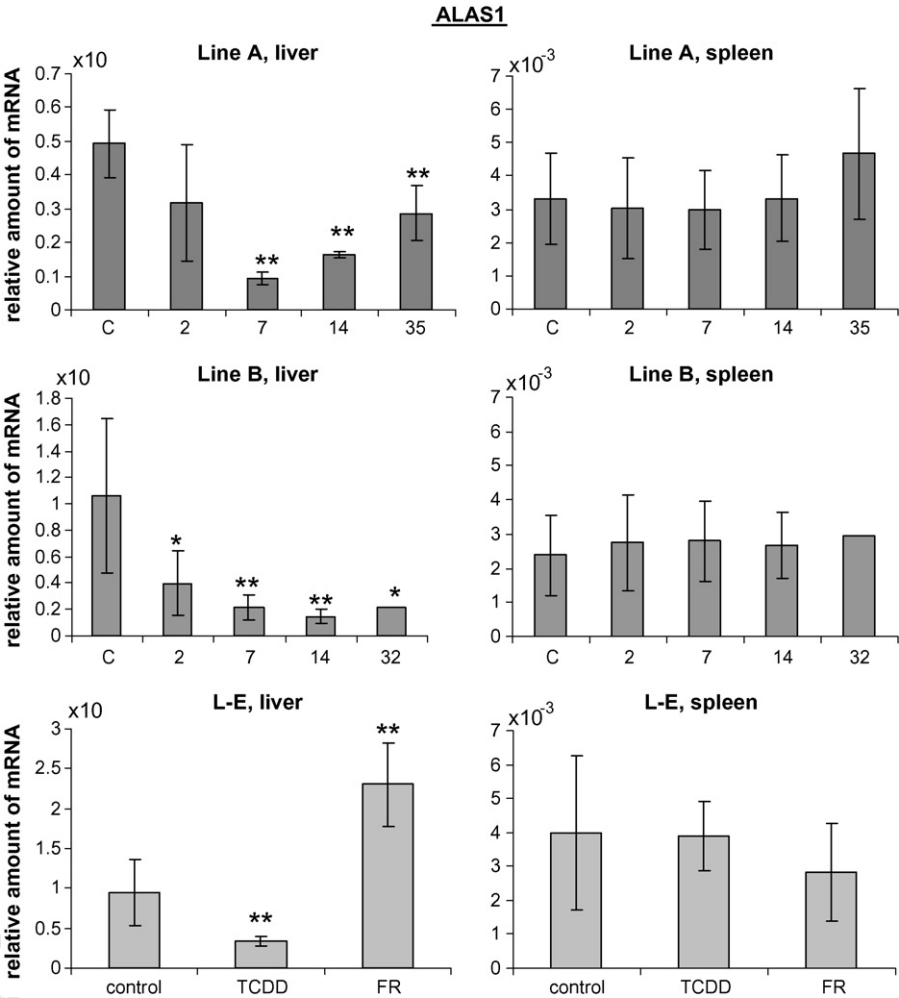 ALAS1
Line A, liver
x10
relative amount of mRNA
0.7
0.6
0.5
0.4
0.3
0.2
0.1
0
**
**
**
C 2 7 14 35
Line A, spleen
x10-3
7
6
5
4
3
2
1
0
C 2 7 14 35
Line B, liver
x10
relative amount of mRNA
1.8
1.6
1.4
1.2
1
0.8
0.6
0.4
0.2
0
*
**
**
*
C 2 7 14 32
Line B, spleen
x10-3
7
6
5
4
3
2
1
0
C 2 7 14 32
L-E, liver
x10
relative amount of mRNA
3
2.5
2
1.5
1
0.5
0
**
**
control TCDD FR
L-E, spleen
x10-3
7
6
5
4
3
2
1
0
control TCDD FR